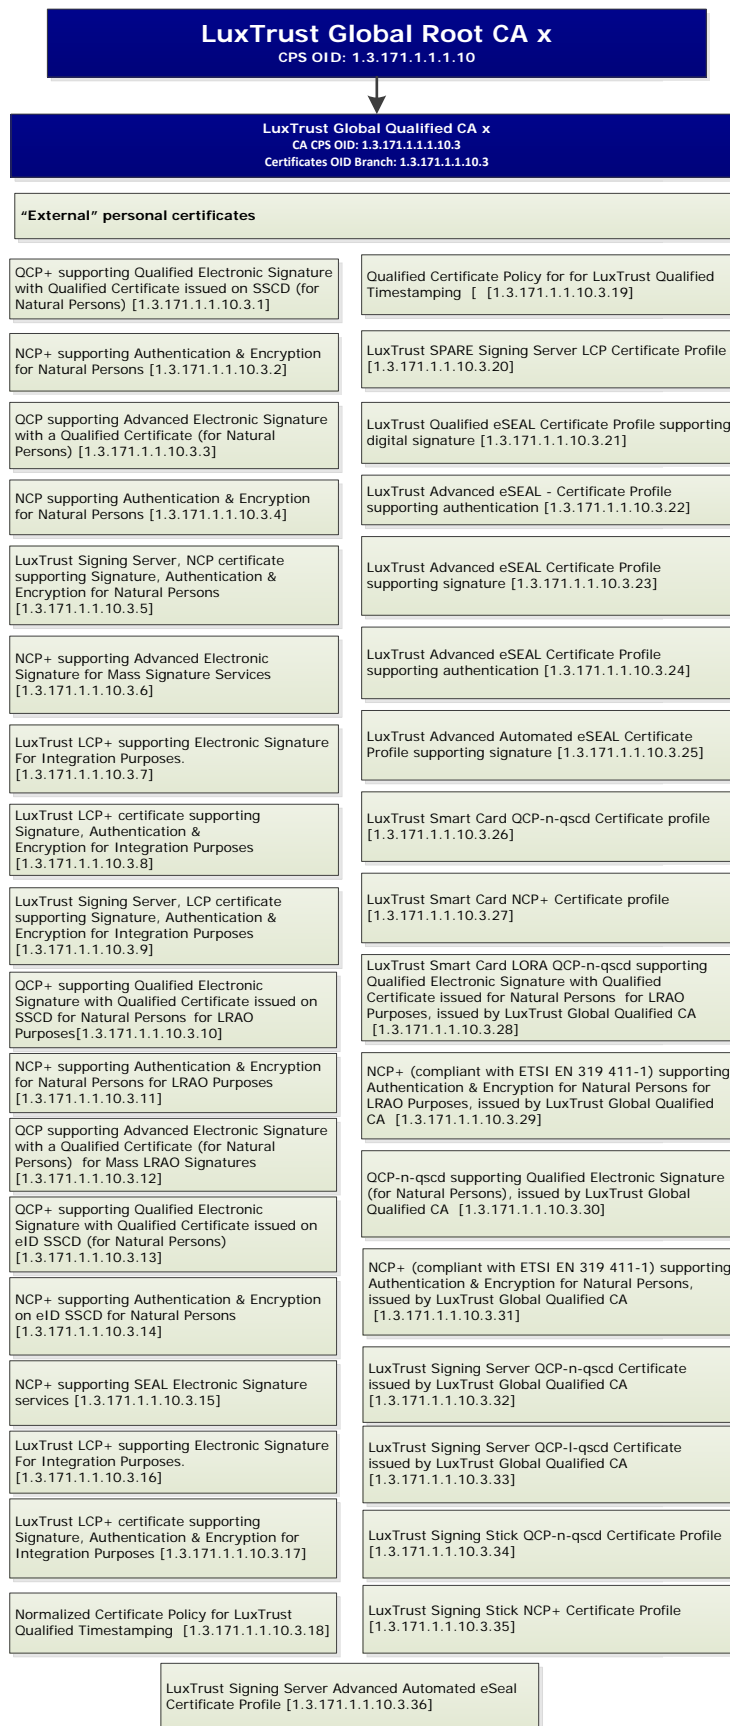 LuxTrust Global Root CA x
CPS OID: 1.3.171.1.1.1.10
LuxTrust Global Qualified CA x
CA CPS OID: 1.3.171.1.1.1.10.3
Certificates OID Branch: 1.3.171.1.1.10.3
“External” personal certificates
QCP+ supporting Qualified Electronic Signature
with Qualified Certificate issued on SSCD (for
Natural Persons) [1.3.171.1.1.10.3.1]
NCP+ supporting Authentication & Encryption
for Natural Persons [1.3.171.1.1.10.3.2]
QCP supporting Advanced Electronic Signature
with a Qualified Certificate (for Natural
Persons) [1.3.171.1.1.10.3.3]
NCP supporting Authentication & Encryption
for Natural Persons [1.3.171.1.1.10.3.4]
LuxTrust Signing Server, NCP certificate
supporting Signature, Authentication &
Encryption for Natural Persons
[1.3.171.1.1.10.3.5]
NCP+ supporting Advanced Electronic
Signature for Mass Signature Services
[1.3.171.1.1.10.3.6]
LuxTrust LCP+ supporting Electronic Signature
For Integration Purposes.
[1.3.171.1.1.10.3.7]
LuxTrust LCP+ certificate supporting
Signature, Authentication &
Encryption for Integration Purposes
[1.3.171.1.1.10.3.8]
LuxTrust Signing Server, LCP certificate
supporting Signature, Authentication &
Encryption for Integration Purposes
[1.3.171.1.1.10.3.9]
QCP+ supporting Qualified Electronic
Signature with Qualified Certificate issued on
SSCD for Natural Persons for LRAO
Purposes[1.3.171.1.1.10.3.10]
NCP+ supporting Authentication & Encryption
for Natural Persons for LRAO Purposes
[1.3.171.1.1.10.3.11]
QCP supporting Advanced Electronic Signature
with a Qualified Certificate (for Natural
Persons) for Mass LRAO Signatures
[1.3.171.1.1.10.3.12]
QCP+ supporting Qualified Electronic
Signature with Qualified Certificate issued on
eID SSCD (for Natural Persons)
[1.3.171.1.1.10.3.13]
NCP+ supporting Authentication & Encryption
on eID SSCD for Natural Persons
[1.3.171.1.1.10.3.14]
NCP+ supporting SEAL Electronic Signature
services [1.3.171.1.1.10.3.15]
LuxTrust LCP+ supporting Electronic Signature
For Integration Purposes.
[1.3.171.1.1.10.3.16]
LuxTrust LCP+ certificate supporting
Signature, Authentication & Encryption for
Integration Purposes [1.3.171.1.1.10.3.17]
Normalized Certificate Policy for LuxTrust
Qualified Timestamping [1.3.171.1.1.10.3.18]
Qualified Certificate Policy for for LuxTrust Qualified
Timestamping [ [1.3.171.1.1.10.3.19]
LuxTrust SPARE Signing Server LCP Certificate Profile
[1.3.171.1.1.10.3.20]
LuxTrust Qualified eSEAL Certificate Profile supporting
digital signature [1.3.171.1.1.10.3.21]
LuxTrust Advanced eSEAL - Certificate Profile
supporting authentication [1.3.171.1.1.10.3.22]
LuxTrust Advanced eSEAL Certificate Profile
supporting signature [1.3.171.1.1.10.3.23]
LuxTrust Advanced eSEAL Certificate Profile
supporting authentication [1.3.171.1.1.10.3.24]
LuxTrust Advanced Automated eSEAL Certificate
Profile supporting signature [1.3.171.1.1.10.3.25]
LuxTrust Smart Card QCP-n-qscd Certificate profile
[1.3.171.1.1.10.3.26]
LuxTrust Smart Card NCP+ Certificate profile
[1.3.171.1.1.10.3.27]
LuxTrust Smart Card LORA QCP-n-qscd supporting
Qualified Electronic Signature with Qualified
Certificate issued for Natural Persons for LRAO
Purposes, issued by LuxTrust Global Qualified CA
[1.3.171.1.1.10.3.28]
NCP+ (compliant with ETSI EN 319 411-1) supporting
Authentication & Encryption for Natural Persons for
LRAO Purposes, issued by LuxTrust Global Qualified
CA [1.3.171.1.1.10.3.29]
QCP-n-qscd supporting Qualified Electronic Signature
(for Natural Persons), issued by LuxTrust Global
Qualified CA [1.3.171.1.1.10.3.30]
NCP+ (compliant with ETSI EN 319 411-1) supporting
Authentication & Encryption for Natural Persons,
issued by LuxTrust Global Qualified CA
[1.3.171.1.1.10.3.31]
LuxTrust Signing Server QCP-n-qscd Certificate
issued by LuxTrust Global Qualified CA
[1.3.171.1.1.10.3.32]
LuxTrust Signing Server QCP-l-qscd Certificate
issued by LuxTrust Global Qualified CA
[1.3.171.1.1.10.3.33]
LuxTrust Signing Stick QCP-n-qscd Certificate Profile
[1.3.171.1.1.10.3.34]
LuxTrust Signing Stick NCP+ Certificate Profile
[1.3.171.1.1.10.3.35]
LuxTrust Signing Server Advanced Automated eSeal
Certificate Profile [1.3.171.1.1.10.3.36]